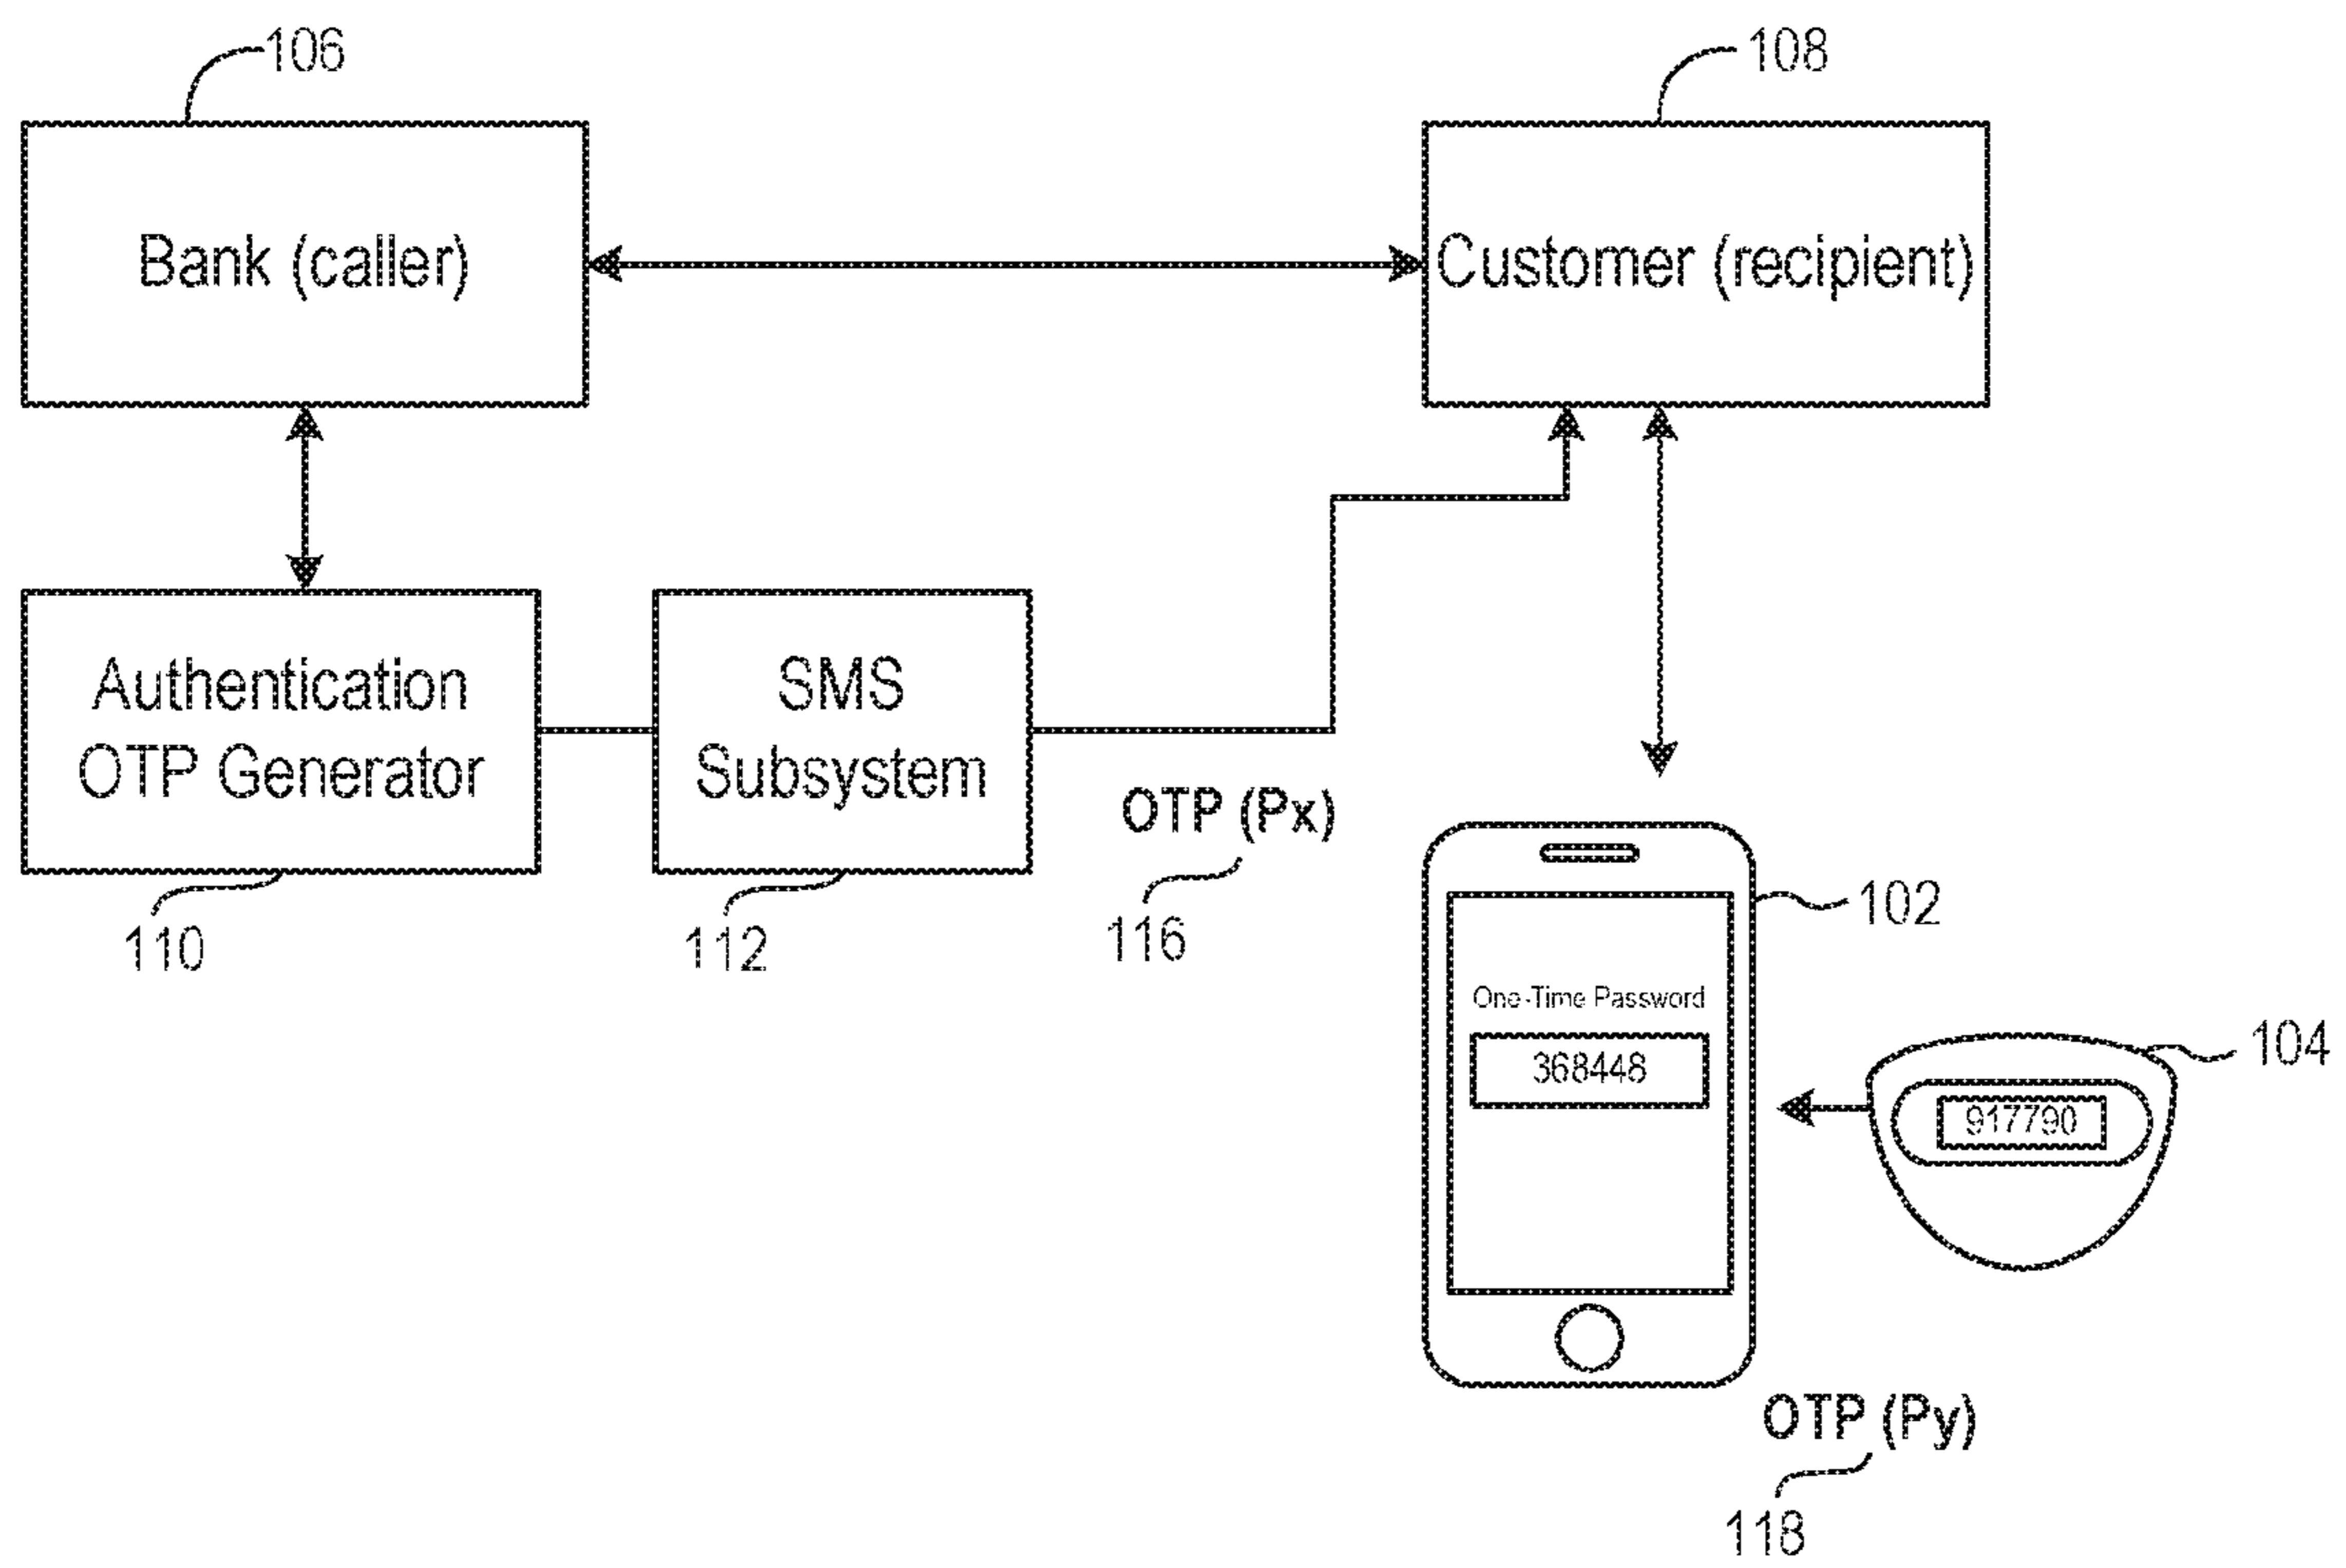 106
108
Bank (caller)
Customer (recipient)
Authentication
OTP Generator
SMS
Subsystem
OTP (Px)
110
112
116
102
One-Time Password
368448
104
917790
OTP (Py)
118